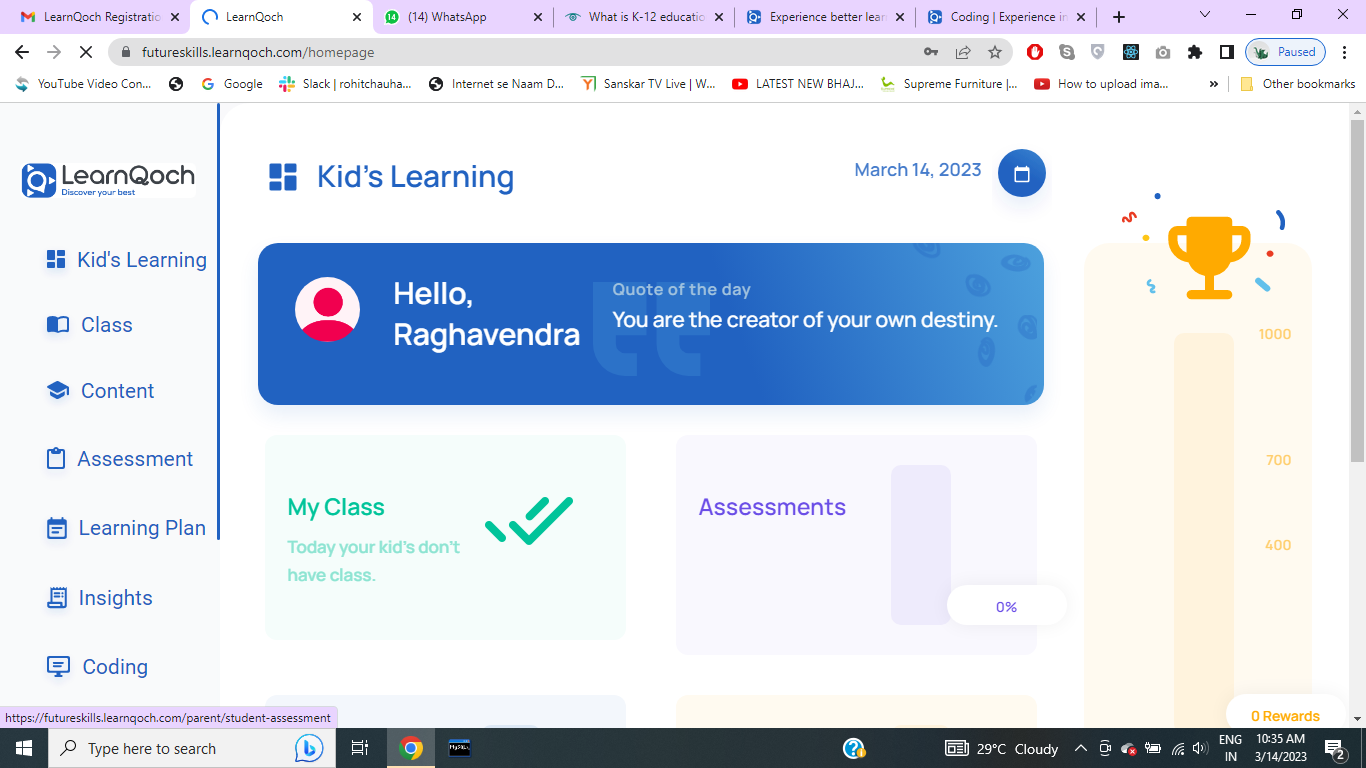 LearnQoch Registratio
LearnQoch
(14) WhatsApp
What is K-12 educatio
Experience better lear
Coding | Experience in
futureskills.learnqoch.com/homepage
Paused
YouTube Video Con...
Google
Slack | rohitchauha...
Internet se Naam D...
Sanskar TV Live | W...
LATEST NEW BHAJ...
Supreme Furniture |...
How to upload ima...
»
Other bookmarks
LearnQoch
Discover your best
Kid's Learning
Class
Content
Assessment
Learning Plan
Insights
Coding
Kid's Learning
March 14, 2023
Hello,
Raghavendra
Quote of the day
You are the creator of your own destiny.
My Class
Today your kid's don't
have class.
Assessments
0%
1000
700
400
0 Rewards
https://futureskills.learnqoch.com/parent/student-assessment
Type here to search
29°C Cloudy
ENG
IN
10:35 AM
3/14/2023
2